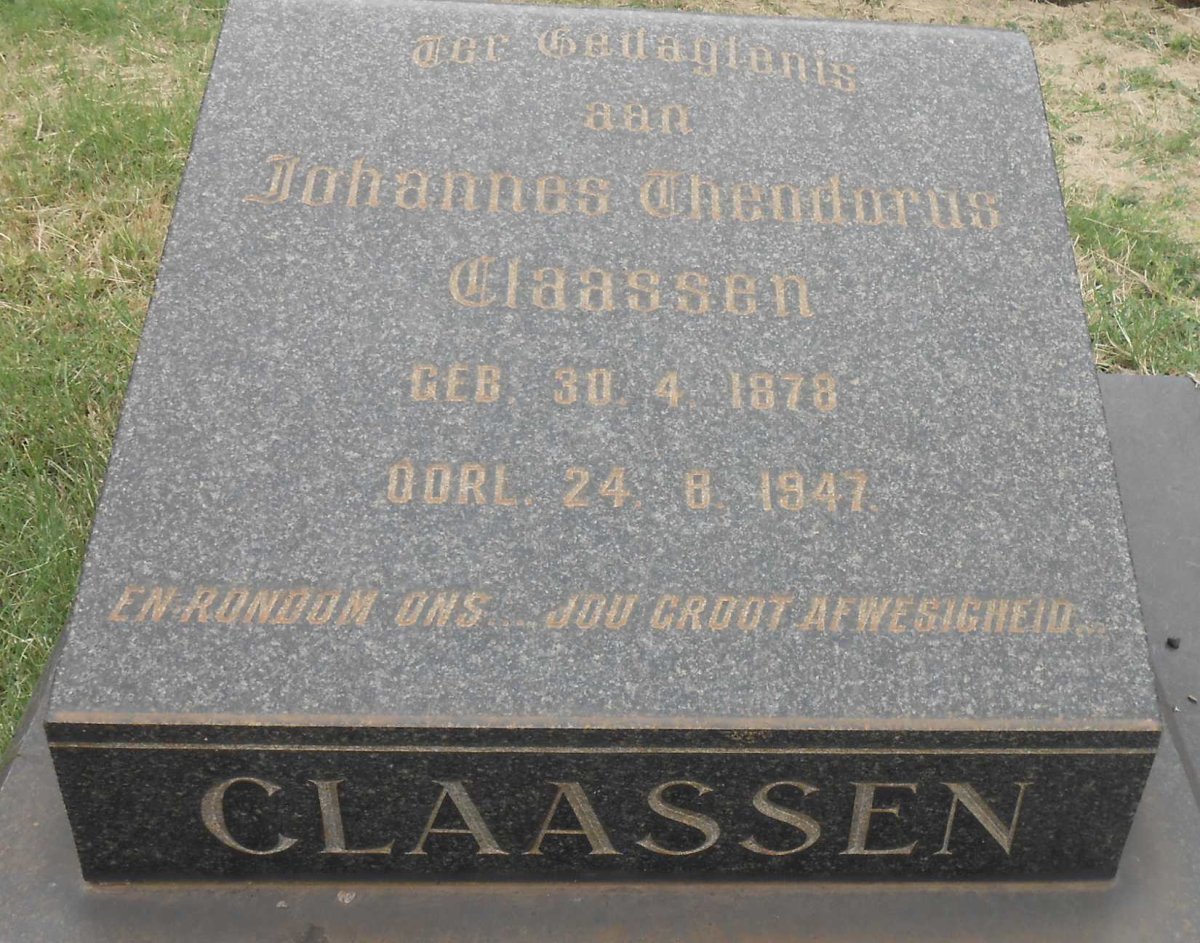 Ter Gedagtenis
aan
Johannes Theodorus
Claassen
GEB. 30. 4. 1878
OORL. 24. 8. 1947.
EN RONDOM ONS.... JOU GROOT AFWESIGHEID...
CLAASSEN